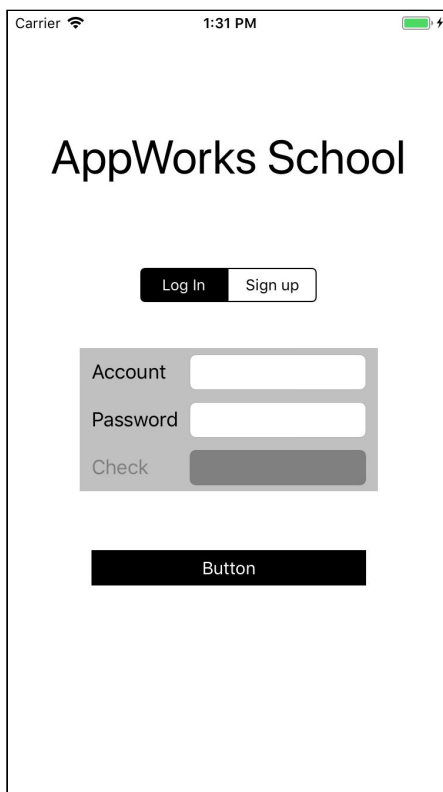 Carrier 1:31 PM
AppWorks School
Log In Sign up
Account
Password
Check
Button